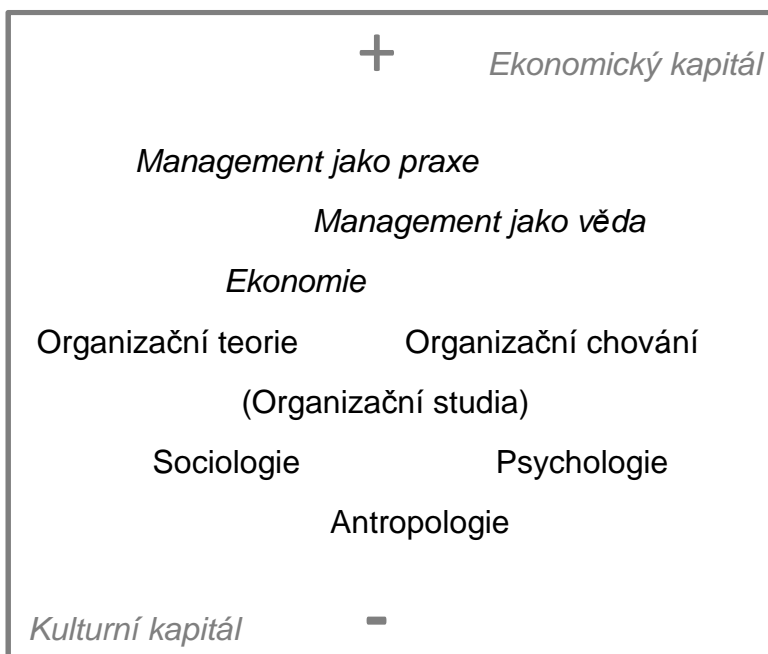 +
Ekonomický kapitál
Management jako praxe
Management jako věda
Ekonomie
Organizační teorie Organizační chování
(Organizační studia)
Sociologie Psychologie
Antropologie
-
Kulturní kapitál